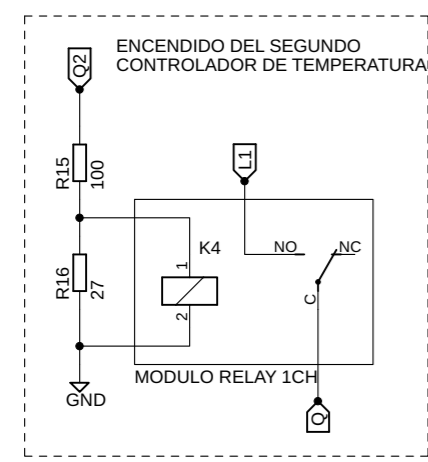 ENCENDIDO DEL SEGUNDO
CONTROLADOR DE TEMPERATURA
Q2
R15
100
L1
K4
NO
NC
1
R16
27
2
C
GND
MODULO RELAY 1CH
Q